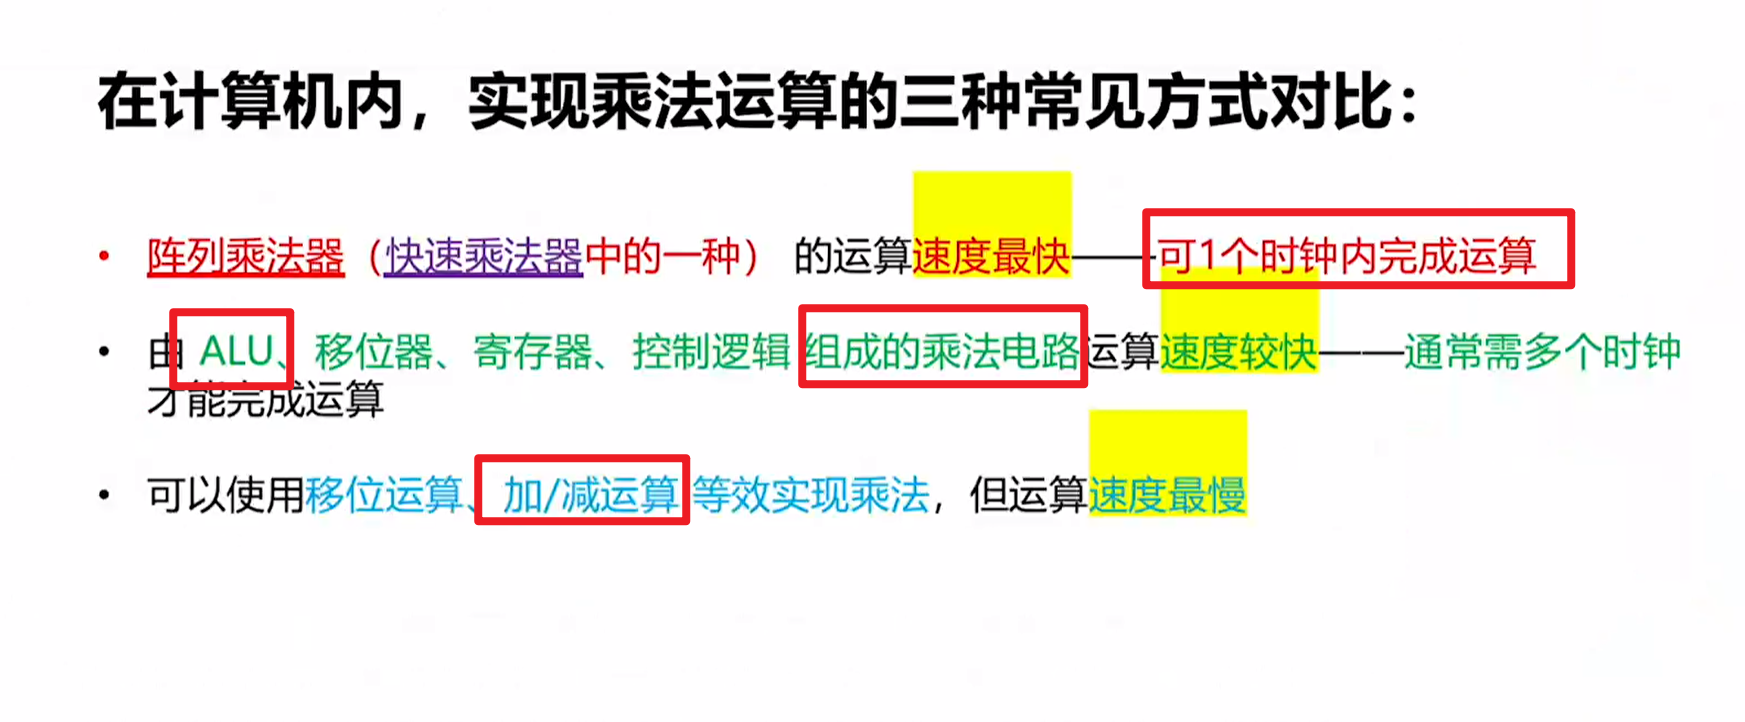 在计算机内，实现乘法运算的三种常见方式对比：
• 阵列乘法器（快速乘法器中的一种） 的运算速度最快——可1个时钟内完成运算
• 由 ALU、移位器、寄存器、控制逻辑 组成的乘法电路运算速度较快——通常需多个时钟
才能完成运算
• 可以使用移位运算、加/减运算 等效实现乘法，但运算速度最慢